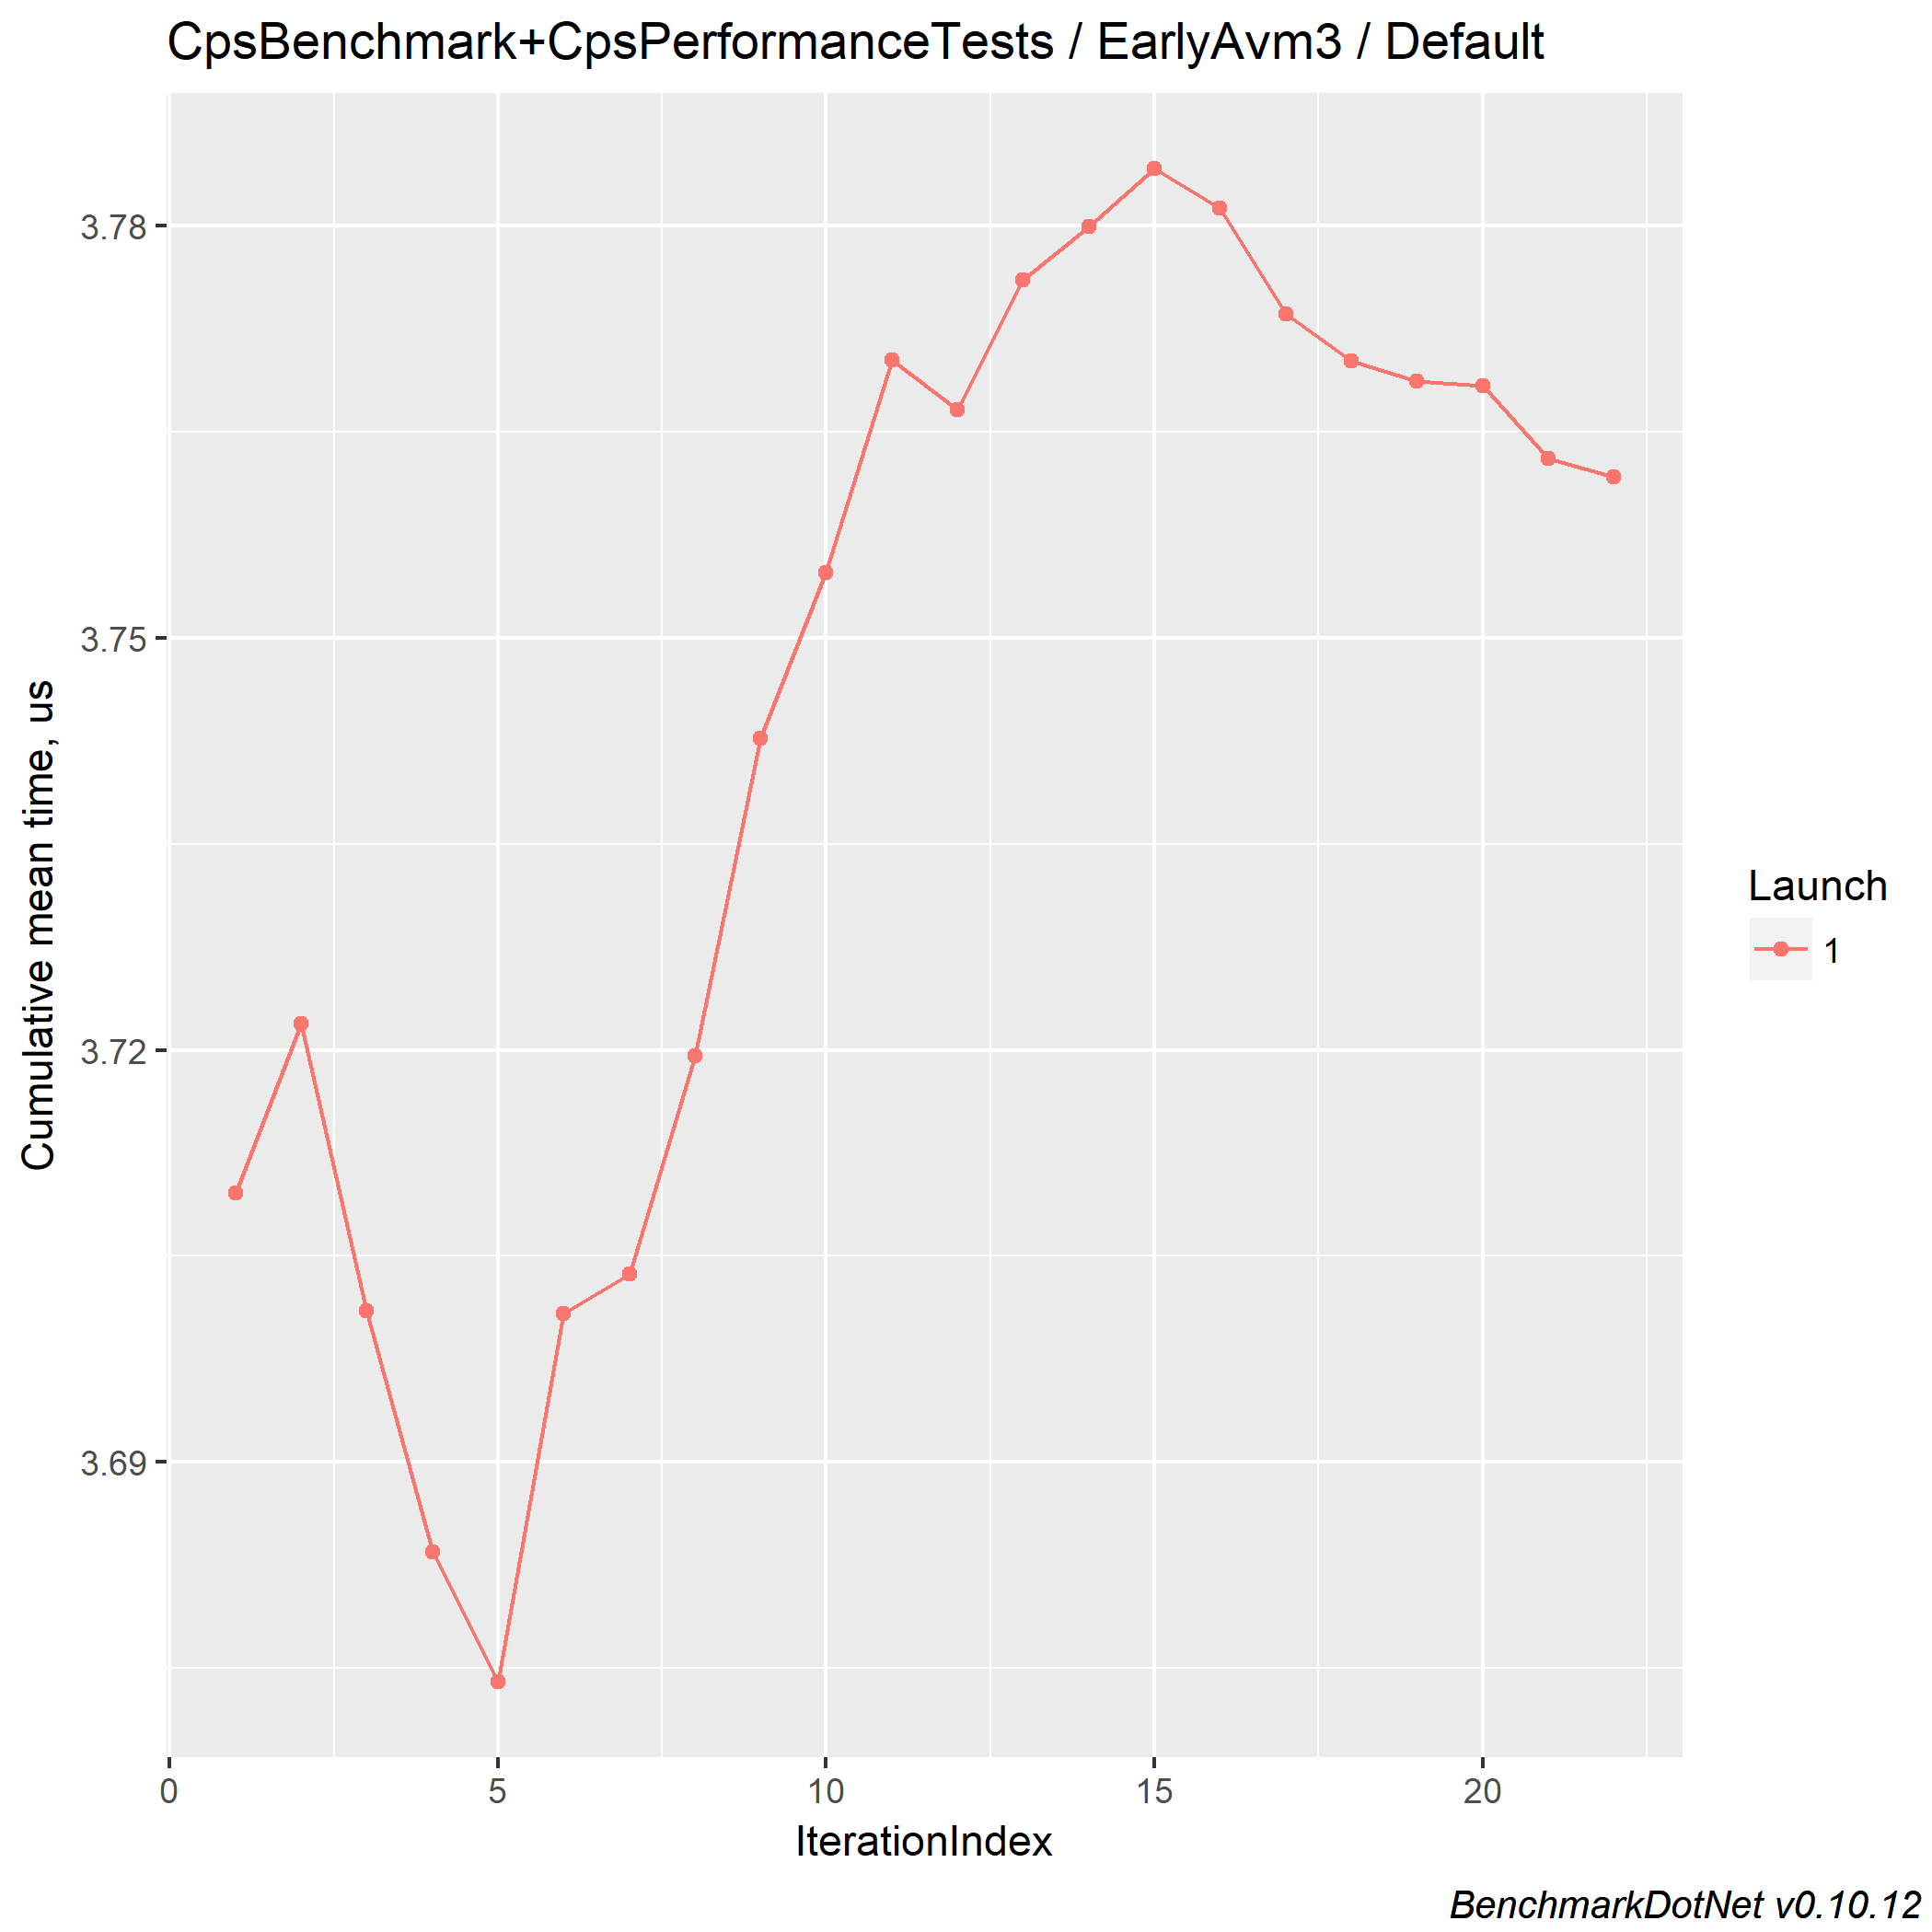 CpsBenchmark+CpsPerformanceTests / EarlyAvm3 / Default
Cumulative mean time, us
3.78
3.75
3.72
3.69
0 5 10 15 20
IterationIndex
Launch
1
BenchmarkDotNet v0.10.12